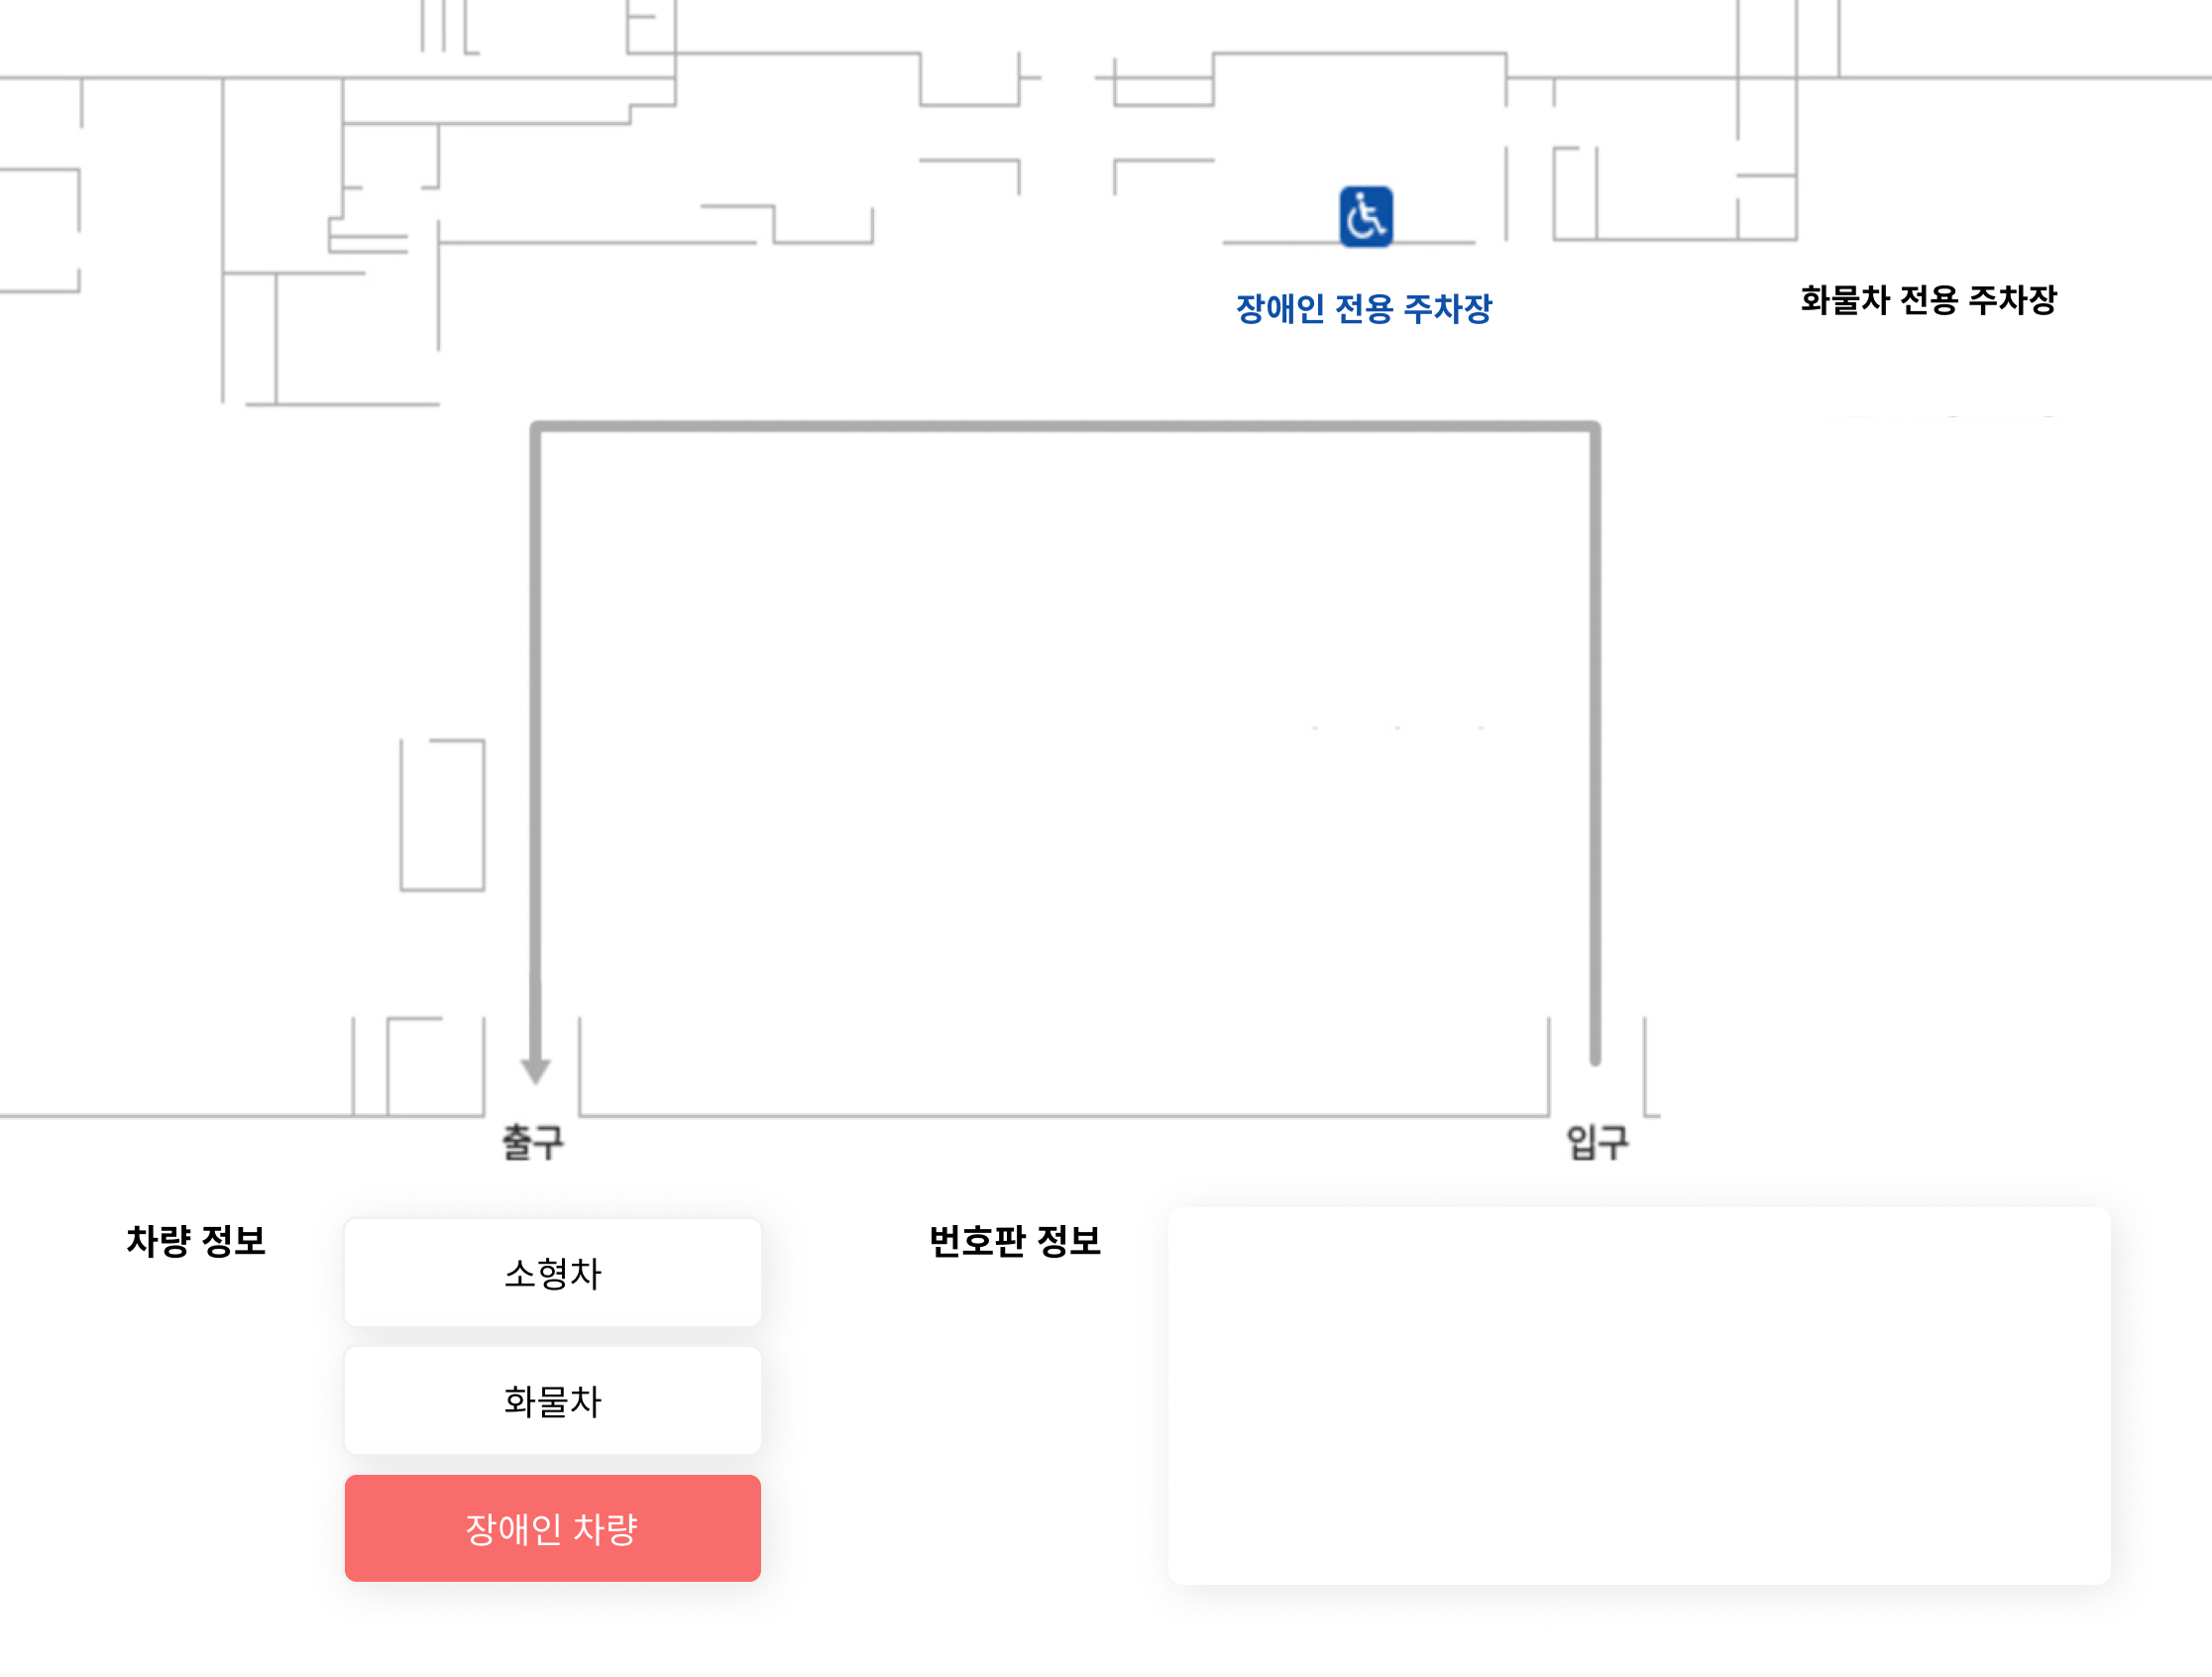 장애인 전용 주차장
화물차 전용 주차장
출구
입구
차량 정보
소형차
화물차
장애인 차량
번호판 정보